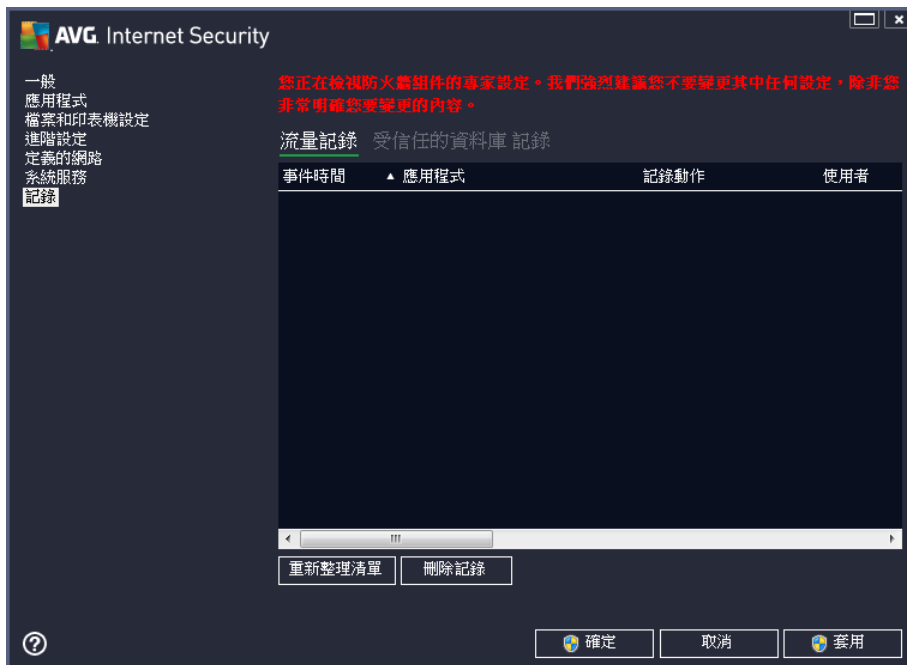 AVG. Internet Security
一般
應用程式
檔案和印表機設定
進階設定
定義的網路
系統服務
記錄
您正在檢視防火牆組件的專家設定。我們強烈建議您不要變更其中任何設定，除非您
非常明確您要變更的內容。
流量記錄 受信任的資料庫 記錄
事件時間 ▲ 應用程式 記錄動作 使用者
重新整理清單 刪除記錄
? 確定 取消 套用